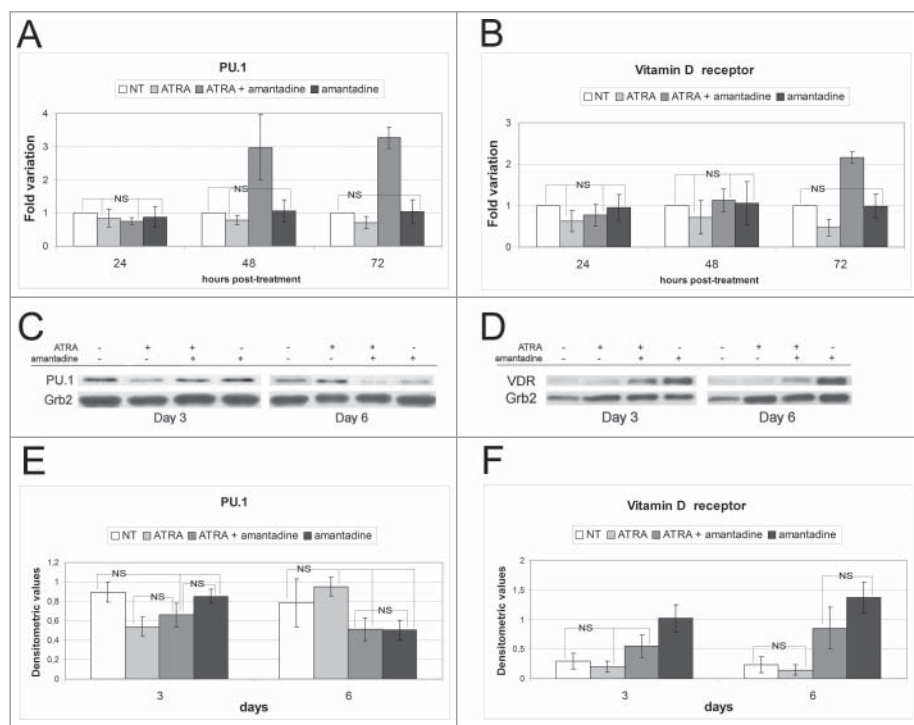 A
PU.1
NT ATRA ATRA + amantadine amantadine
Fold variation
4
3
2
1
0
NS NS NS
24 48 72
hours post-treatment
B
Vitamin D receptor
NT ATRA ATRA + amantadine amantadine
Fold variation
3
2
1
0
NS NS
24 48 72
hours post-treatment
C
ATRA - + + - - + + -
amantadine - - + + - - + +
PU.1
Grb2
Day 3 Day 6
D
ATRA - + + - - + + -
amantadine - - + + - - + +
VDR
Grb2
Day 3 Day 6
E
PU.1
NT ATRA ATRA + amantadine amantadine
Densitometric values
1,2
1
0,8
0,6
0,4
0,2
0
NS NS NS NS NS
3 6
days
F
Vitamin D receptor
NT ATRA ATRA + amantadine amantadine
Densitometric values
2
1,5
1
0,5
0
NS NS NS
3 6
days